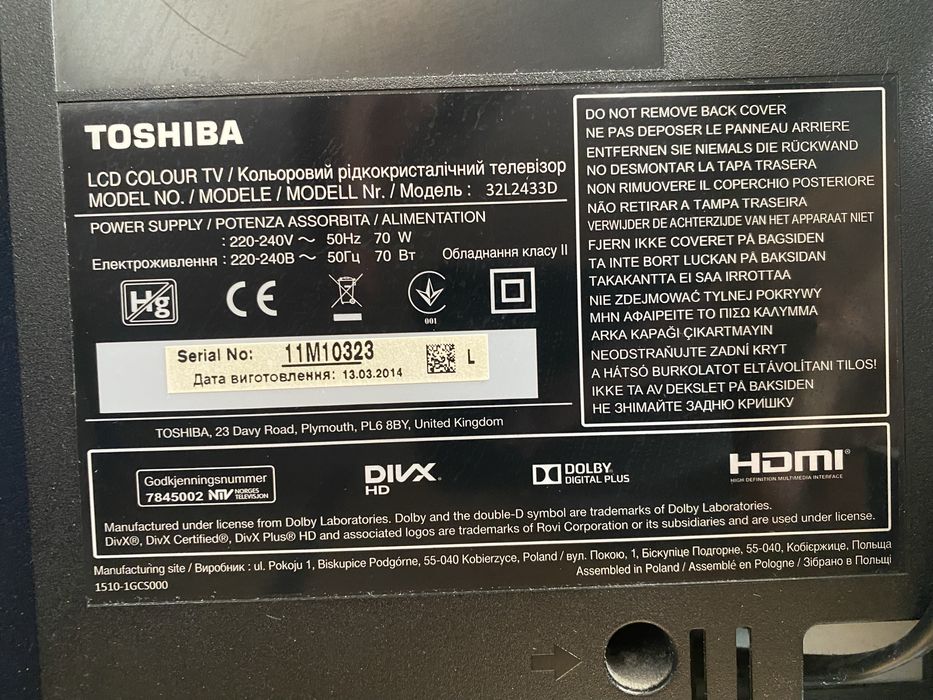 TOSHIBA
LCD COLOUR TV / Кольоровий рідкокристалічний телевізор
MODEL NO. / MODELE / MODELL Nr. / Модель : 32L2433D
POWER SUPPLY / POTENZA ASSORBITA / ALIMENTATION
: 220-240V ~ 50Hz 70 W
Електроживлення : 220-240В ~ 50Гц 70 Вт Обладнання класу II
Hg CE 001
Serial No: 11M10323
L
Дата виготовлення: 13.03.2014
TOSHIBA, 23 Davy Road, Plymouth, PL6 8BY, United Kingdom
DO NOT REMOVE BACK COVER
NE PAS DEPOSER LE PANNEAU ARRIERE
ENTFERNEN SIE NIEMALS DIE RÜCKWAND
NO DESMONTAR LA TAPA TRASERA
NON RIMUOVERE IL COPERCHIO POSTERIORE
NÃO RETIRAR A TAMPA TRASEIRA
VERWIJDER DE ACHTERZIJDE VAN HET APPARAAT NIET
FJERN IKKE COVERET PÅ BAGSIDEN
TA INTE BORT LUCKAN PÅ BAKSIDAN
TAKAKANTTA EI SAA IRROTTAA
NIE ZDEJMOWAĆ TYLNEJ POKRYWY
ΜΗΝ ΑΦΑΙΡΕΙΤΕ ΤΟ ΠΙΣΩ ΚΑΛΥΜΜΑ
ARKA KAPAĞI ÇIKARTMAYIN
NEODSTRAŇUJTE ZADNÍ KRYT
A HÁTSÓ BURKOLATOT ELTÁVOLÍTANI TILOS!
IKKE TA AV DEKSLET PÅ BAKSIDEN
НЕ ЗНІМАЙТЕ ЗАДНЮ КРИШКУ
Godkjenningsnummer
7845002 NTV NORGES TELEVISJON
DIVX HD
DOLBY DIGITAL PLUS
HDMI®
HIGH DEFINITION MULTIMEDIA INTERFACE
Manufactured under license from Dolby Laboratories. Dolby and the double-D symbol are trademarks of Dolby Laboratories.
DivX®, DivX Certified®, DivX Plus® HD and associated logos are trademarks of Rovi Corporation or its subsidiaries and are used under license.
Manufacturing site / Виробник : ul. Pokoju 1, Biskupice Podgórne, 55-040 Kobierzyce, Poland / вул. Покою, 1, Біскупіце Подгорне, 55-040, Кобієржице, Польща
1510-1GCS000
Assembled in Poland / Assemblé en Pologne / Зібрано в Польщі